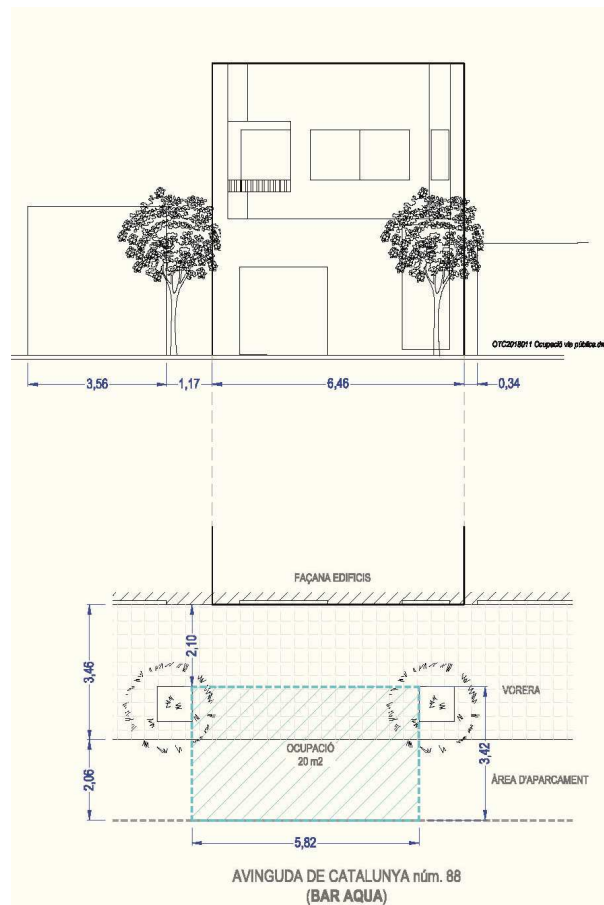 OTC2018011 Ocupació via pública.dw
3,56
1,17
6,46
0,34
FAÇANA EDIFICIS
2,10
3,46
VORERA
OCUPACIÓ
20 m2
3,42
2,06
ÀREA D'APARCAMENT
5,82
AVINGUDA DE CATALUNYA núm. 88
(BAR AQUA)